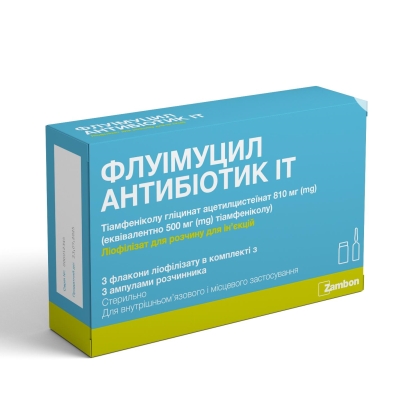 ФЛУІМУЦИЛ
АНТИБІОТИК ІТ
ФЛУІМУЦИЛ
АНТИБІОТИК ІТ
Тіамфеніколу гліцинат ацетилцистеїнат 810 мг (mg)
(еквівалентно 500 мг (mg) тіамфеніколу)
Ліофілізат для розчину для ін'єкцій
3 флакони ліофілізату в комплекті з
3 ампулами розчинника
Стерильно
Для внутрішньом'язового і місцевого застосування
Zambon